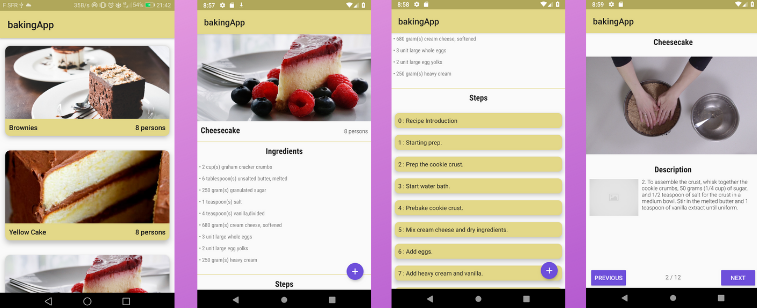 F SFR
35B/s
54%
21:42
bakingApp
Brownies 8 persons
Yellow Cake 8 persons
8:57
bakingApp
Cheesecake 8 persons
Ingredients
• 2 cup(s) graham cracker crumbs
• 6 tablespoon(s) unsalted butter, melted
• 250 gram(s) granulated sugar
• 1 teaspoon(s) salt
• 4 teaspoon(s) vanilla,divided
• 680 gram(s) cream cheese, softened
• 3 unit large whole eggs
• 2 unit large egg yolks
• 250 gram(s) heavy cream
Steps
+
8:58
bakingApp
• 680 gram(s) cream cheese, softened
• 3 unit large whole eggs
• 2 unit large egg yolks
• 250 gram(s) heavy cream
Steps
0 : Recipe Introduction
1 : Starting prep.
2 : Prep the cookie crust.
3 : Start water bath.
4 : Prebake cookie crust.
5 : Mix cream cheese and dry ingredients.
6 : Add eggs.
7 : Add heavy cream and vanilla.
+
8:59
bakingApp
Cheesecake
Description
2. To assemble the crust, whisk together the
cookie crumbs, 50 grams (1/4 cup) of sugar,
and 1/2 teaspoon of salt for the crust in a
medium bowl. Stir in the melted butter and 1
teaspoon of vanilla extract until uniform.
PREVIOUS 2 / 12 NEXT